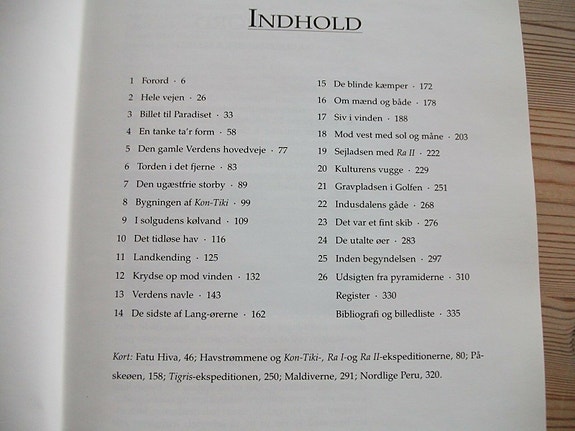 INDHOLD
1 Forord · 6
2 Hele vejen · 26
3 Billet til Paradiset · 33
4 En tanke ta'r form · 58
5 Den gamle Verdens hovedveje · 77
6 Torden i det fjerne · 83
7 Den ugæstfrie storby · 89
8 Bygningen af Kon-Tiki · 99
9 I solgudens kølvand · 109
10 Det tidløse hav · 116
11 Landkending · 125
12 Krydse op mod vinden · 132
13 Verdens navle · 143
14 De sidste af Lang-ørerne · 162
15 De blinde kæmper · 172
16 Om mænd og både · 178
17 Siv i vinden · 188
18 Mod vest med sol og måne · 203
19 Sejladsen med Ra II · 222
20 Kulturens vugge · 229
21 Gravpladsen i Golfen · 251
22 Indusdalens gåde · 268
23 Det var et fint skib · 276
24 De utalte øer · 283
25 Inden begyndelsen · 297
26 Udsigten fra pyramiderne · 310
Register · 330
Bibliografi og billedliste · 335
Kort: Fatu Hiva, 46; Havstrømmene og Kon-Tiki-, Ra I-og Ra II-ekspeditionerne, 80; På-
skeøen, 158; Tigris-ekspeditionen, 250; Maldiverne, 291; Nordlige Peru, 320.